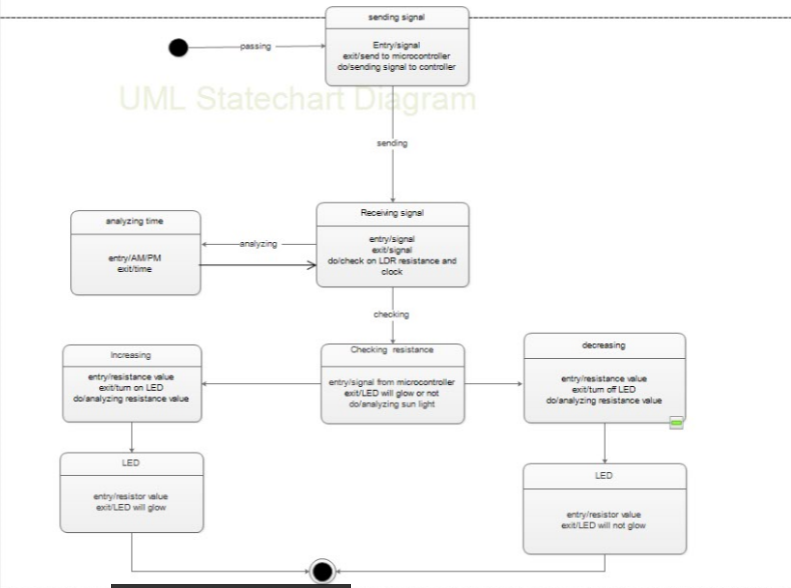 sending signal
passing
Entry/signal
exit/send to microcontroller
do/sending signal to controller
UML Statechart Diagram
sending
analyzing time
entry/AM/PM
exit/time
analyzing
Receiving signal
entry/signal
exit/signal
do/check on LDR resistance and
clock
checking
Increasing
entry/resistance value
exit/turn on LED
do/analyzing resistance value
Checking resistance
entry/signal from microcontroller
exit/LED will glow or not
do/analyzing sun light
decreasing
entry/resistance value
exit/turn off LED
do/analyzing resistance value
LED
entry/resistor value
exit/LED will glow
LED
entry/resistor value
exit/LED will not glow